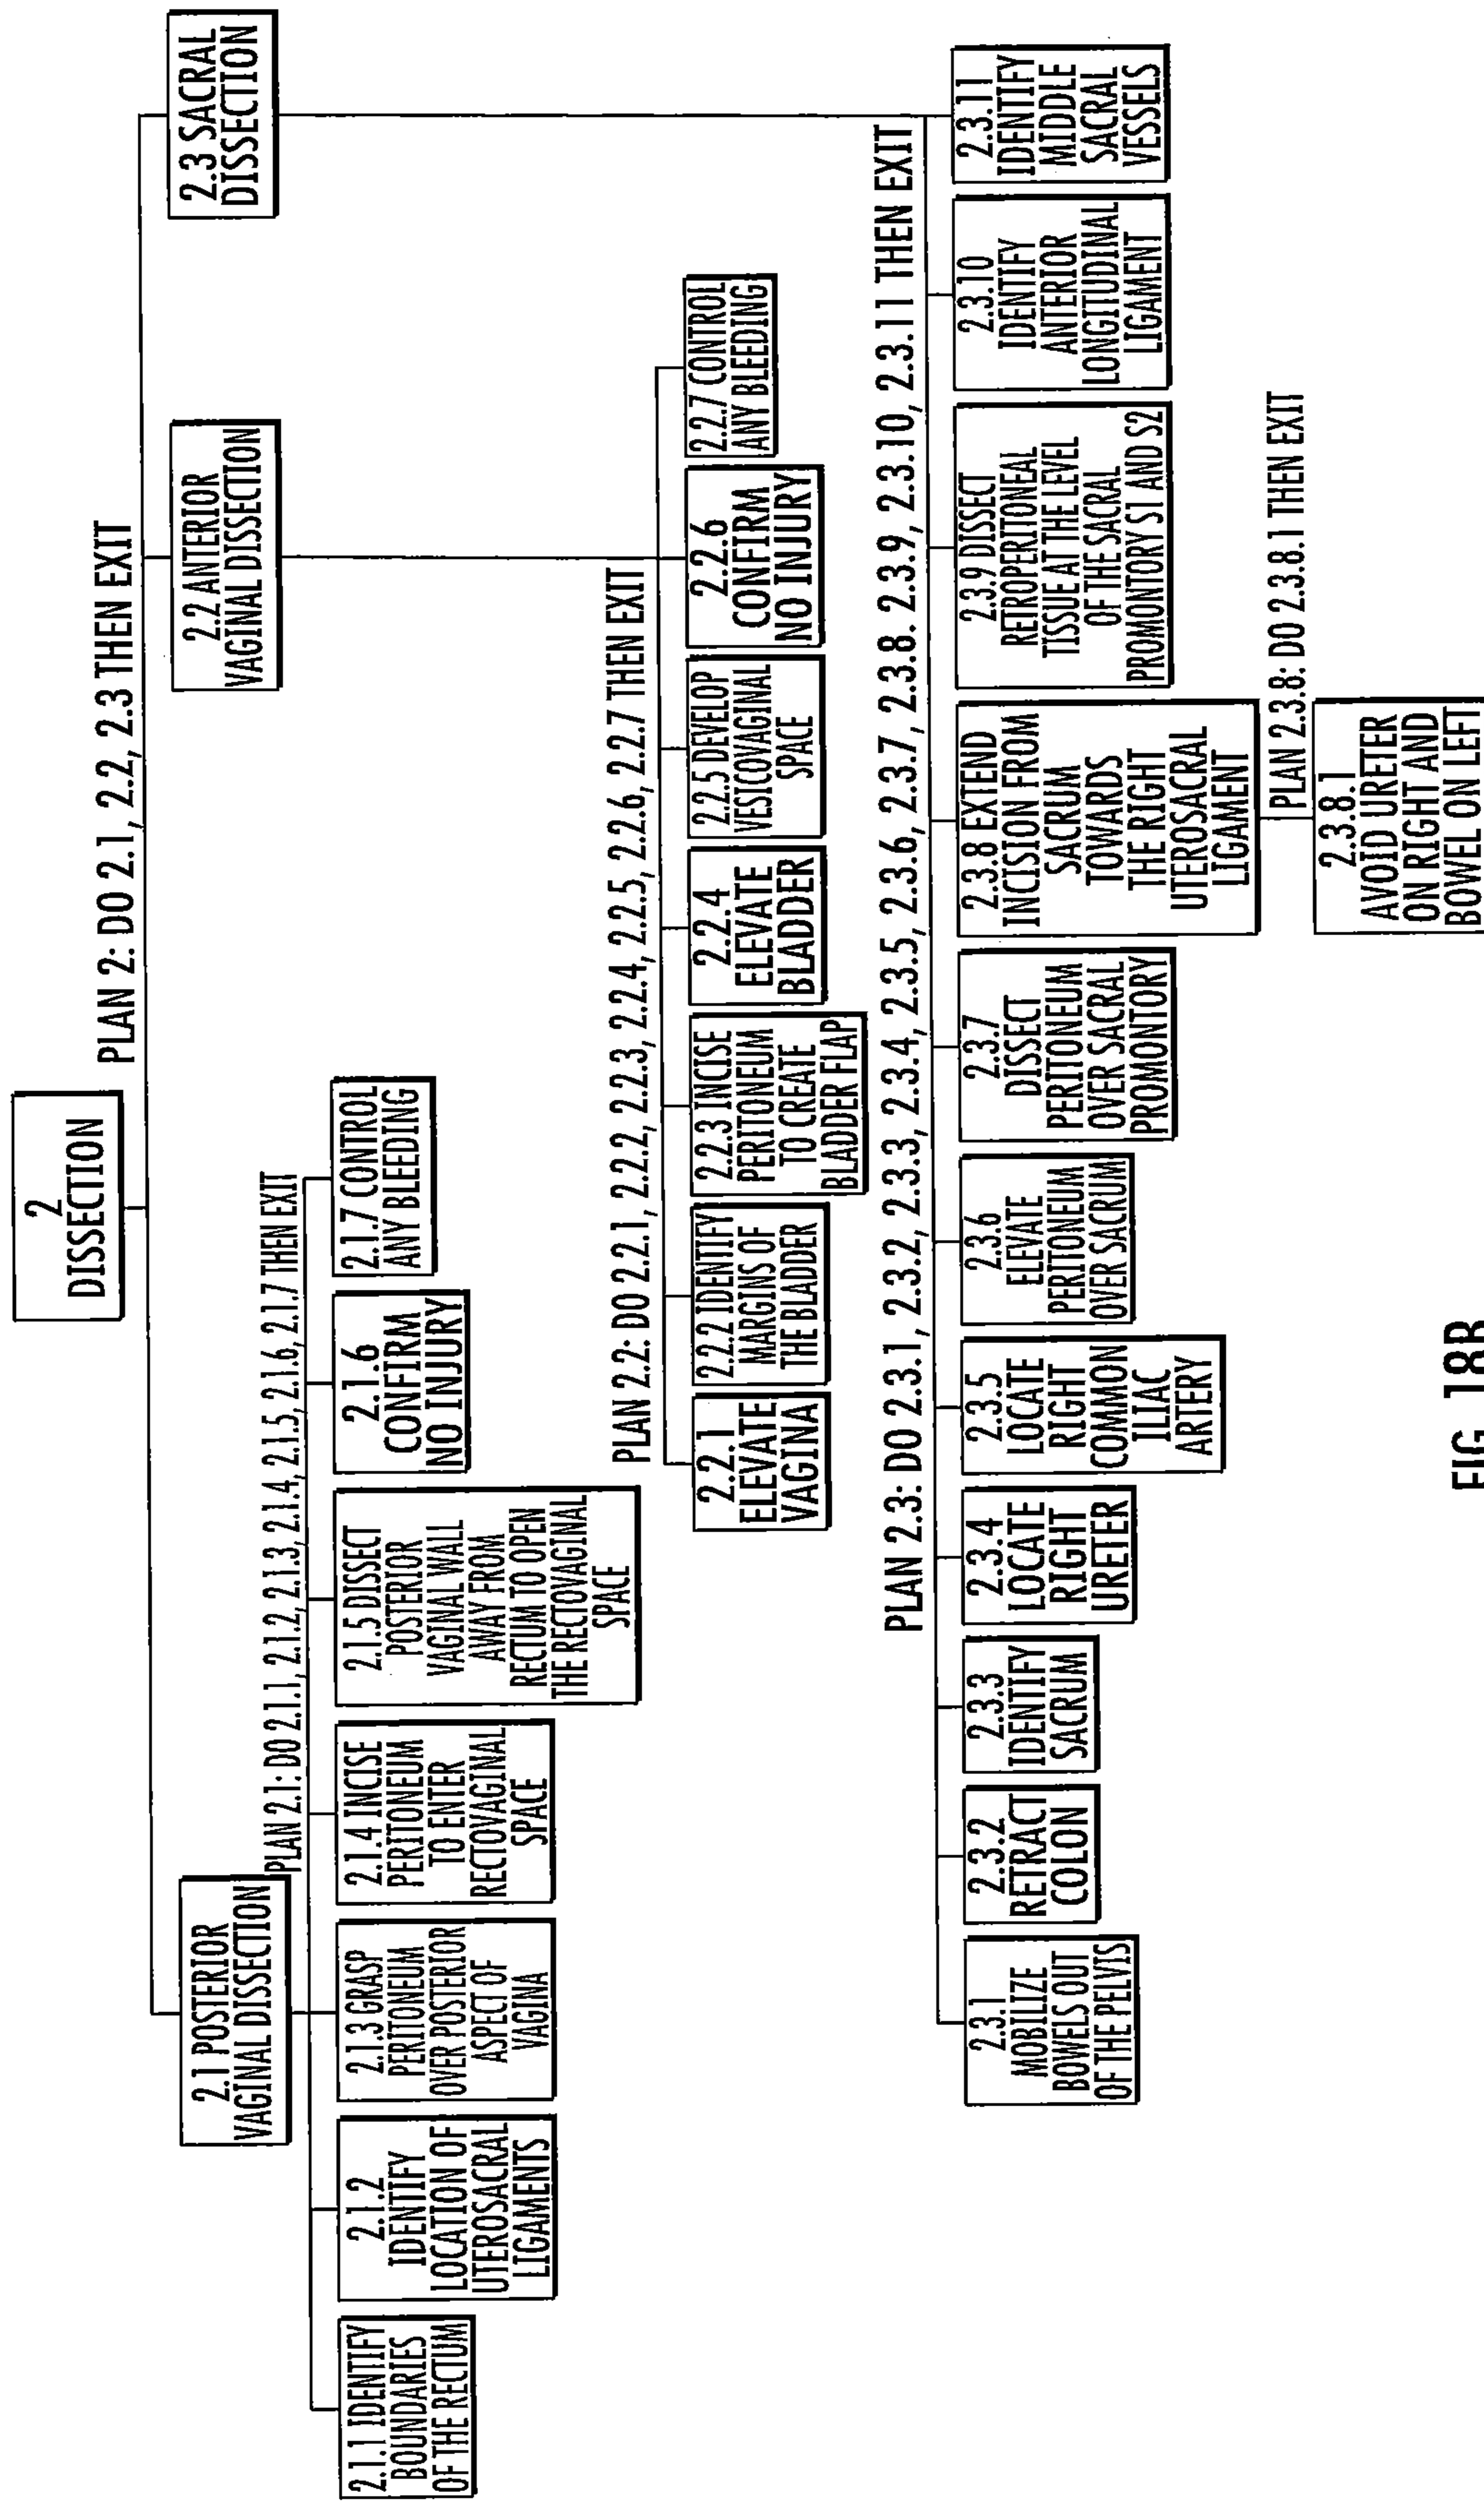 2
DISSECTION
PLAN 2: DO 2.1, 2.2, 2.3 THEN EXIT
2.1 POSTERIOR
VAGINAL DISSECTION
2.2 ANTERIOR
VAGINAL DISSECTION
2.3 SACRAL
DISSECTION
PLAN 2.1: DO 2.1.1, 2.1.2, 2.1.3, 2.1.4, 2.1.5, 2.1.6, 2.1.7 THEN EXIT
2.1.1 IDENTIFY
BOUNDARIES
OF THE RECTUM
2.1.2
IDENTIFY
LOCATION OF
UTEROSACRAL
LIGAMENTS
2.1.3 GRASP
PERITONEUM
OVER POSTERIOR
ASPECT OF
VAGINA
2.1.4 INCISE
PERITONEUM
TO ENTER
RECTOVAGINAL
SPACE
2.1.5 DISSECT
POSTERIOR
VAGINAL WALL
AWAY FROM
RECTUM TO OPEN
THE RECTOVAGINAL
SPACE
2.1.6
CONFIRM
NO INJURY
2.1.7 CONTROL
ANY BLEEDING
PLAN 2.2: DO 2.2.1, 2.2.2, 2.2.3, 2.2.4, 2.2.5, 2.2.6, 2.2.7 THEN EXIT
2.2.1
ELEVATE
VAGINA
2.2.2 IDENTIFY
MARGINS OF
THE BLADDER
2.2.3 INCISE
PERITONEUM
TO CREATE
BLADDER FLAP
2.2.4
ELEVATE
BLADDER
2.2.5 DEVELOP
VESICOVAGINAL
SPACE
2.2.6
CONFIRM
NO INJURY
2.2.7 CONTROL
ANY BLEEDING
PLAN 2.3: DO 2.3.1, 2.3.2, 2.3.3, 2.3.4, 2.3.5, 2.3.6, 2.3.7, 2.3.8. 2.3.9, 2.3.10, 2.3.11 THEN EXIT
2.3.1
MOBILIZE
BOWELS OUT
OF THE PELVIS
2.3.2
RETRACT
COLON
2.3.3
IDENTIFY
SACRUM
2.3.4
LOCATE
RIGHT
URETER
2.3.5
LOCATE
RIGHT
COMMON
ILIAC
ARTERY
2.3.6
ELEVATE
PERITONEUM
OVER SACRUM
2.3.7
DISSECT
PERITONEUM
OVER SACRAL
PROMONTORY
2.3.8 EXTEND
INCISION FROM
SACRUM
TOWARDS
THE RIGHT
UTEROSACRAL
LIGAMENT
2.3.9 DISSECT
RETROPERITONEAL
TISSUE AT THE LEVEL
OF THE SACRAL
PROMONTORY S1 AND S2
2.3.10
IDENTIFY
ANTERIOR
LONGITUDINAL
LIGAMENT
2.3.11
IDENTIFY
MIDDLE
SACRAL
VESSELS
PLAN 2.3.8: DO 2.3.8.1 THEN EXIT
2.3.8.1
AVOID URETER
ON RIGHT AND
BOWEL ON LEFT
FIG. 18B